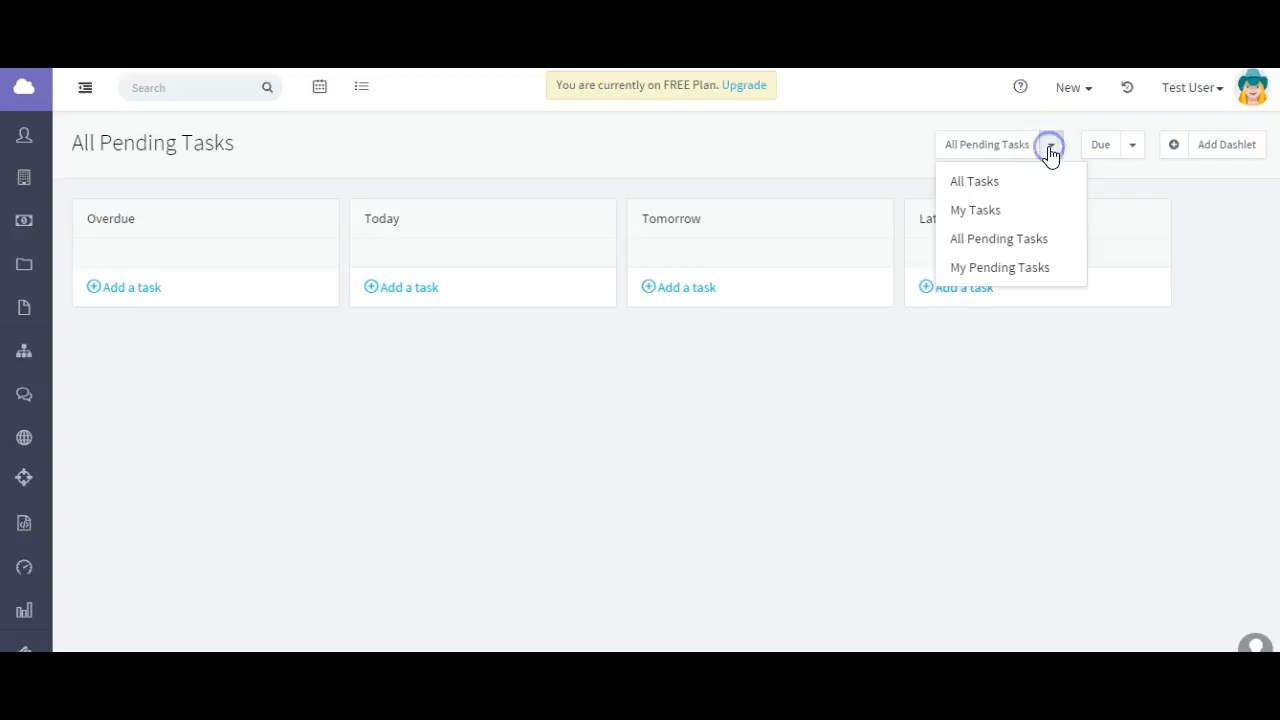 Search
You are currently on FREE Plan. Upgrade
New
Test User
All Pending Tasks
All Pending Tasks
Due
Add Dashlet
All Tasks
My Tasks
All Pending Tasks
My Pending Tasks
Overdue
Today
Tomorrow
Lat
Add a task
Add a task
Add a task
Add a task